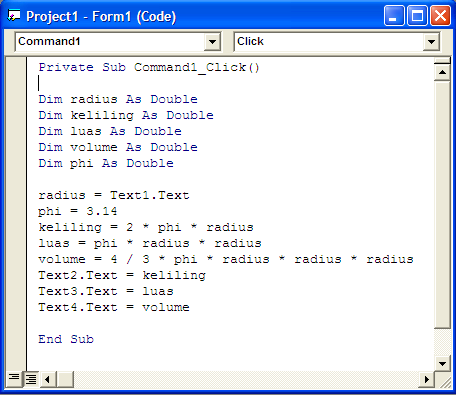 Project1 - Form1 (Code)
Command1 Click
Private Sub Command1_Click()
Dim radius As Double
Dim keliling As Double
Dim luas As Double
Dim volume As Double
Dim phi As Double
radius = Text1.Text
phi = 3.14
keliling = 2 * phi * radius
luas = phi * radius * radius
volume = 4 / 3 * phi * radius * radius * radius
Text2.Text = keliling
Text3.Text = luas
Text4.Text = volume
End Sub